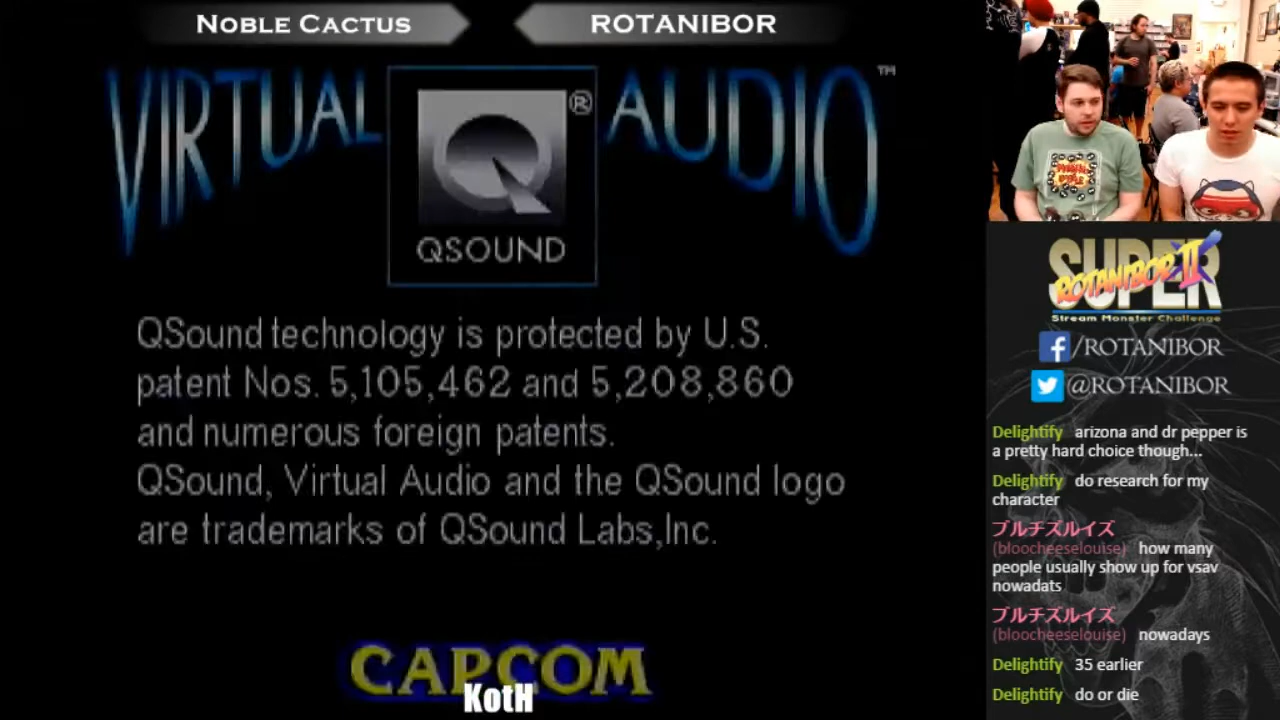 NOBLE CACTUS
ROTANIBOR
VIRTUAL
AUDIO™
®
QSOUND
QSound technology is protected by U.S.
patent Nos. 5,105,462 and 5,208,860
and numerous foreign patents.
QSound, Virtual Audio and the QSound logo
are trademarks of QSound Labs,Inc.
CAPCOM
KotH
SUPER
ROTANIBOR II X
Stream Monster Challenge
/ROTANIBOR
@ROTANIBOR
Delightify arizona and dr pepper is
a pretty hard choice though...
Delightify do research for my
character
ブルチズルイズ
(bloocheeselouise) how many
people usually show up for vsav
nowadats
ブルチズルイズ
(bloocheeselouise) nowadays
Delightify 35 earlier
Delightify do or die